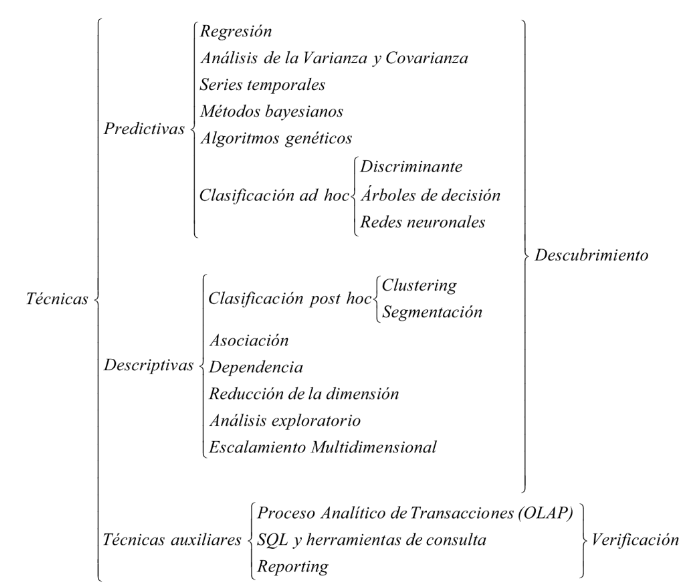 Regresión
Análisis de la Varianza y Covarianza
Series temporales
Métodos bayesianos
Predictivas
Algoritmos genéticos
Discriminante
Clasificación ad hoc
Árboles de decisión
Redes neuronales
Descubrimiento
Técnicas
Clasificación post hoc
Clustering
Segmentación
Asociación
Descriptivas
Dependencia
Reducción de la dimensión
Análisis exploratorio
Escalamiento Multidimensional
Proceso Analítico de Transacciones (OLAP)
Técnicas auxiliares
SQL y herramientas de consulta
Verificación
Reporting